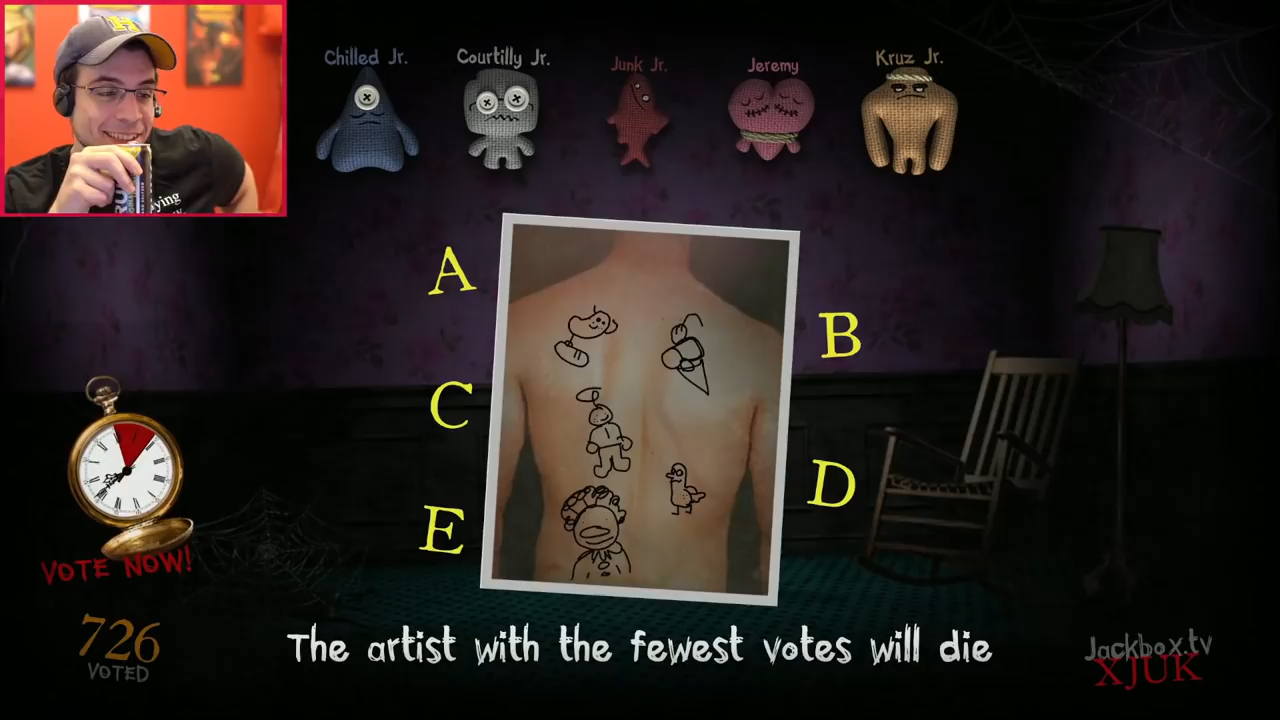 Chilled Jr.
Courtilly Jr.
Junk Jr.
Jeremy
Kruz Jr.
H
A
B
C
D
E
VOTE NOW!
726
VOTED
The artist with the fewest votes will die
Jackbox.tv
XJUK